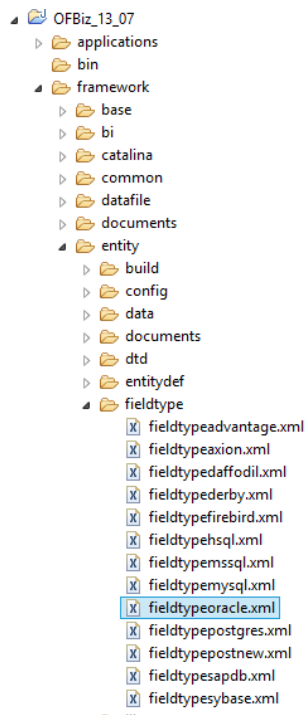 OFBiz_13_07
applications
bin
framework
base
bi
catalina
common
datafile
documents
entity
build
config
data
documents
dtd
entitydef
fieldtype
fieldtypeadvantage.xml
fieldtypeaxion.xml
fieldtypedaffodil.xml
fieldtypederby.xml
fieldtypefirebird.xml
fieldtypehsql.xml
fieldtypemssql.xml
fieldtypemysql.xml
fieldtypeoracle.xml
fieldtypepostgres.xml
fieldtypepostnew.xml
fieldtypesapdb.xml
fieldtypesybase.xml